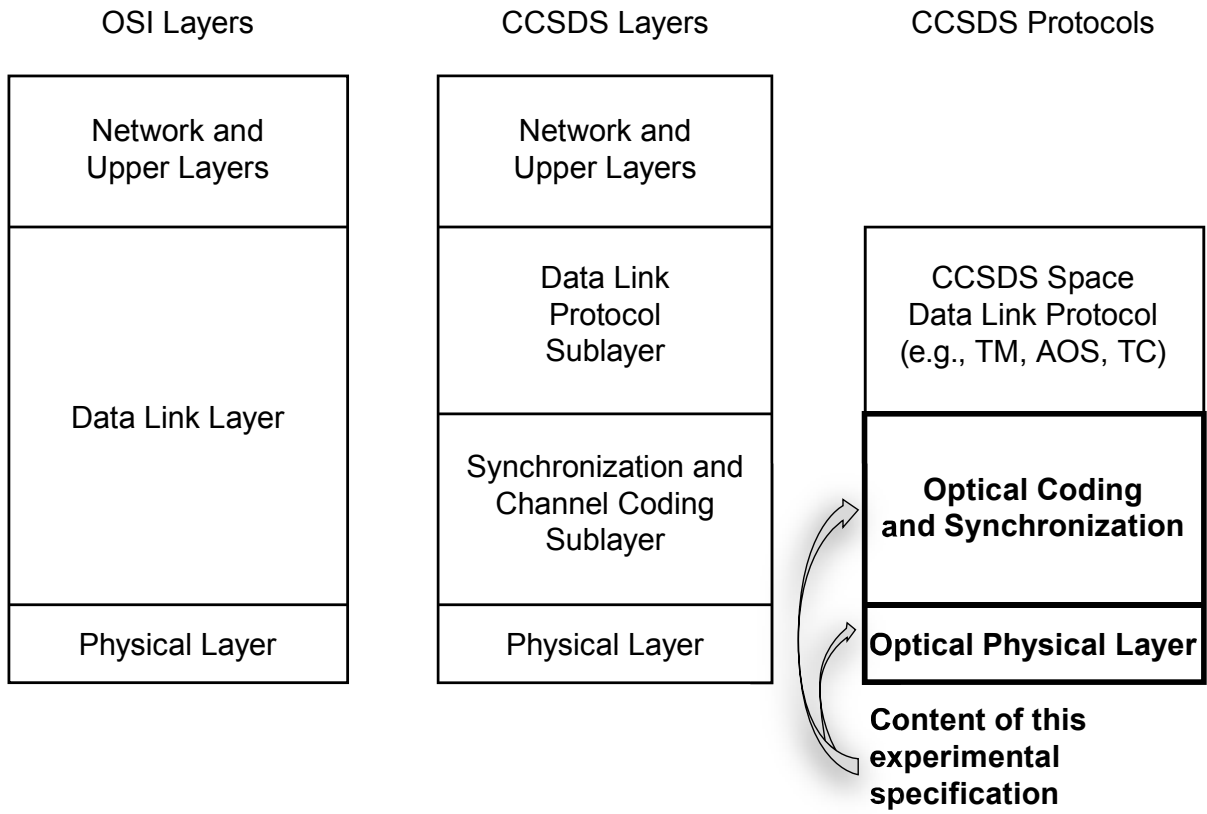 OSI Layers
CCSDS Layers
CCSDS Protocols
Network and
Upper Layers
Data Link Layer
Physical Layer
Network and
Upper Layers
Data Link
Protocol
Sublayer
Synchronization and
Channel Coding
Sublayer
Physical Layer
CCSDS Space
Data Link Protocol
(e.g., TM, AOS, TC)
Optical Coding
and Synchronization
Optical Physical Layer
Content of this
experimental
specification